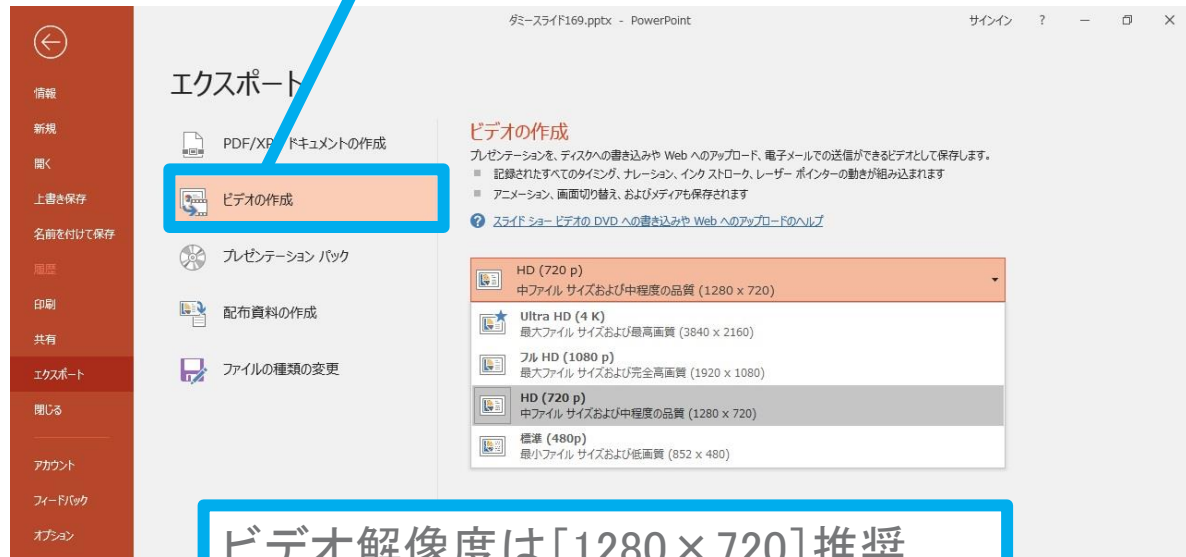 ダミースライド169.pptx - PowerPoint
サインイン ? — ×
情報
新規
開く
上書き保存
名前を付けて保存
履歴
印刷
共有
エクスポート
閉じる
アカウント
フィードバック
オプション
エクスポート
PDF/XP ドキュメントの作成
ビデオの作成
プレゼンテーション パック
配布資料の作成
ファイルの種類の変更
ビデオの作成
プレゼンテーションを、ディスクへの書き込みや Web へのアップロード、電子メールでの送信ができるビデオとして保存します。
記録されたすべてのタイミング、ナレーション、インク ストローク、レーザー ポインターの動きが組み込まれます
アニメーション、画面切り替え、およびメディアも保存されます
スライド ショー ビデオの DVD への書き込みや Web へのアップロードのヘルプ
HD (720 p)
中ファイル サイズおよび中程度の品質 (1280 x 720)
Ultra HD (4 K)
最大ファイル サイズおよび最高画質 (3840 x 2160)
フル HD (1080 p)
最大ファイル サイズおよび完全高画質 (1920 x 1080)
HD (720 p)
中ファイル サイズおよび中程度の品質 (1280 x 720)
標準 (480p)
最小ファイル サイズおよび低画質 (852 x 480)
ビデオ解像度は[1280×720]推奨